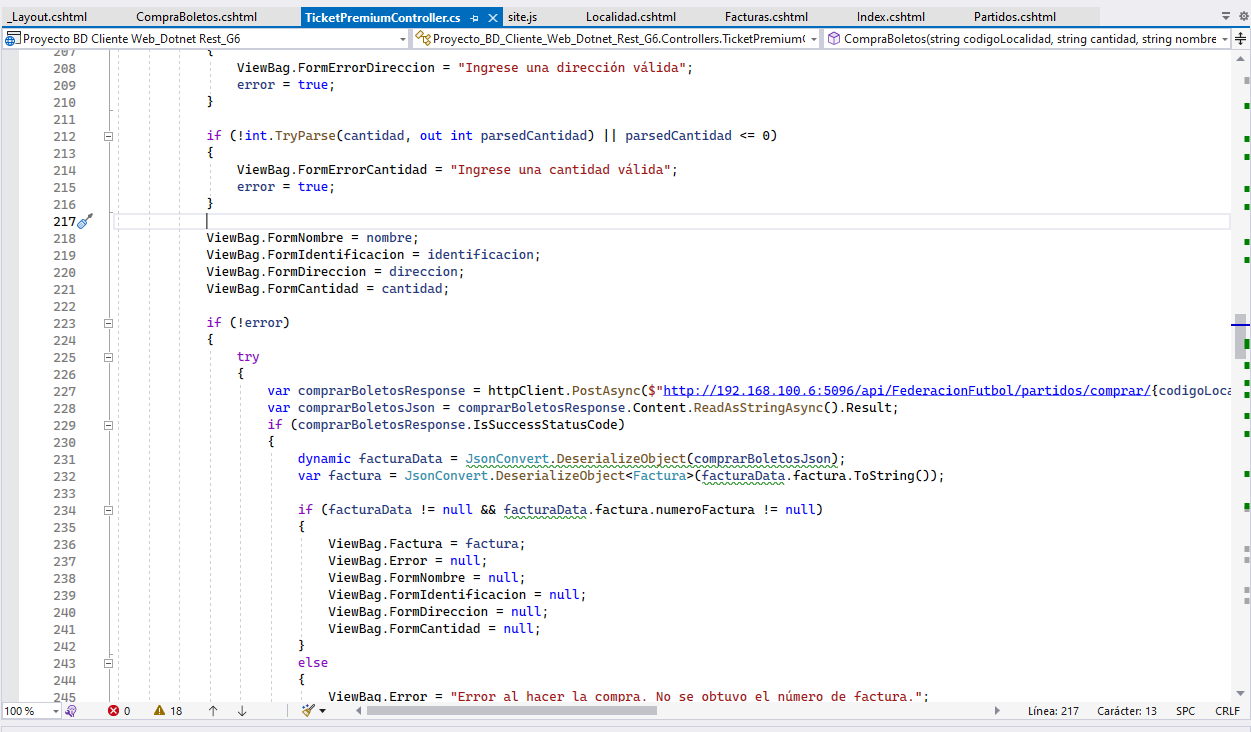 _Layout.cshtml CompraBoletos.cshtml TicketPremiumController.cs site.js Localidad.cshtml Facturas.cshtml Index.cshtml Partidos.cshtml
Proyecto BD Cliente Web_Dotnet Rest_G6 Proyecto_BD_Cliente_Web_Dotnet_Rest_G6.Controllers.TicketPremiumC CompraBoletos(string codigoLocalidad, string cantidad, string nombre
207 {
208 ViewBag.FormErrorDireccion = "Ingrese una dirección válida";
209 error = true;
210 }
211
212 if (!int.TryParse(cantidad, out int parsedCantidad) || parsedCantidad <= 0)
213 {
214 ViewBag.FormErrorCantidad = "Ingrese una cantidad válida";
215 error = true;
216 }
217
218 ViewBag.FormNombre = nombre;
219 ViewBag.FormIdentificacion = identificacion;
220 ViewBag.FormDireccion = direccion;
221 ViewBag.FormCantidad = cantidad;
222
223 if (!error)
224 {
225 try
226 {
227 var comprarBoletosResponse = httpClient.PostAsync($"http://192.168.100.6:5096/api/FederacionFutbol/partidos/comprar/{codigoLoca
228 var comprarBoletosJson = comprarBoletosResponse.Content.ReadAsStringAsync().Result;
229 if (comprarBoletosResponse.IsSuccessStatusCode)
230 {
231 dynamic facturaData = JsonConvert.DeserializeObject(comprarBoletosJson);
232 var factura = JsonConvert.DeserializeObject<Factura>(facturaData.factura.ToString());
233
234 if (facturaData != null && facturaData.factura.numeroFactura != null)
235 {
236 ViewBag.Factura = factura;
237 ViewBag.Error = null;
238 ViewBag.FormNombre = null;
239 ViewBag.FormIdentificacion = null;
240 ViewBag.FormDireccion = null;
241 ViewBag.FormCantidad = null;
242 }
243 else
244 {
245 ViewBag.Error = "Error al hacer la compra. No se obtuvo el número de factura.";
100 % 0 18 Línea: 217 Carácter: 13 SPC CRLF